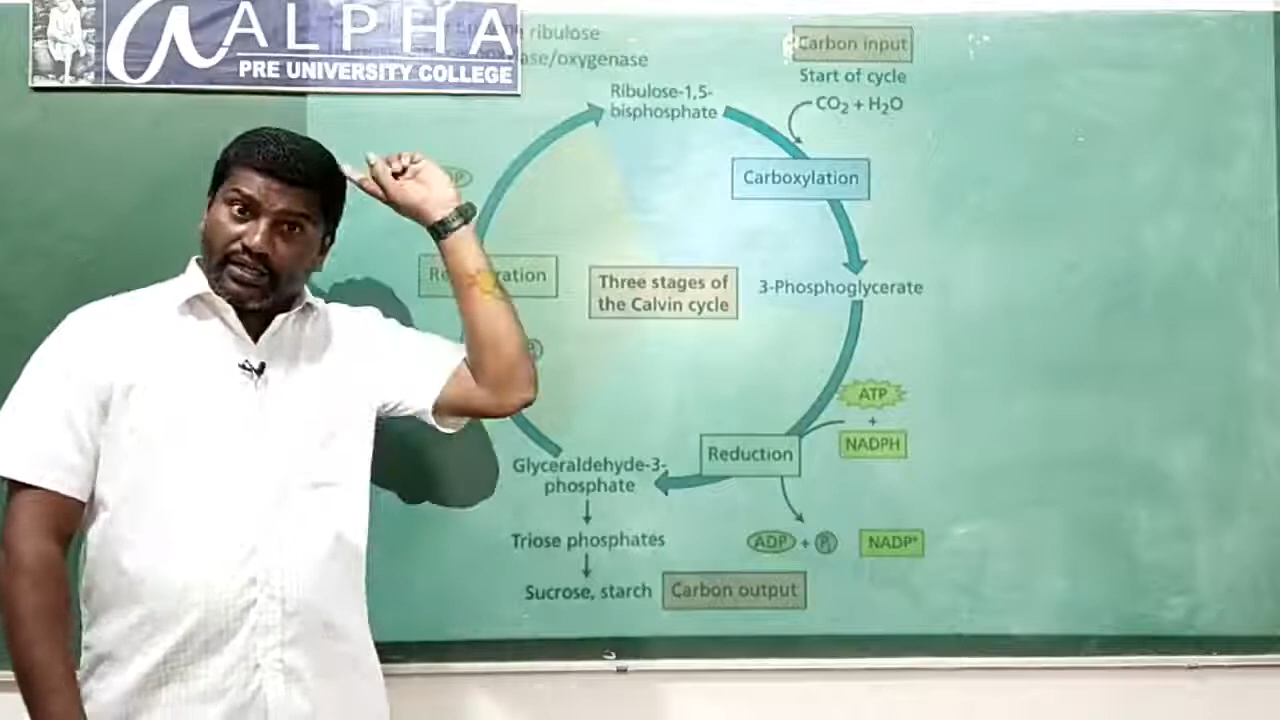 ALPHA
PRE UNIVERSITY COLLEGE
ribulose
ase/oxygenase
Carbon input
Start of cycle
CO₂ + H₂O
Ribulose-1,5-
bisphosphate
Carboxylation
Three stages of
the Calvin cycle
3-Phosphoglycerate
ATP
+
NADPH
Reduction
Glyceraldehyde-3-
phosphate
ADP + Pᵢ NADP⁺
Triose phosphates
Sucrose, starch
Carbon output